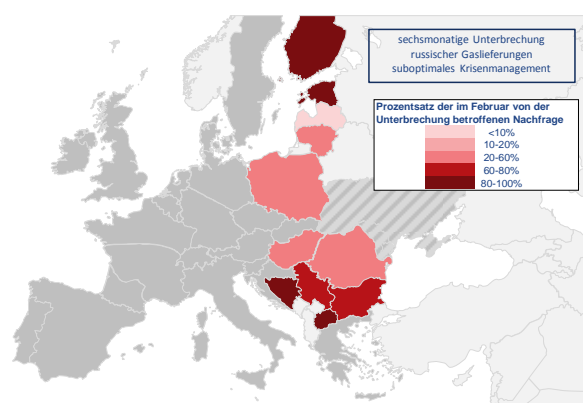 sechsmonatige Unterbrechung
russischer Gaslieferungen
suboptimales Krisenmanagement
Prozentsatz der im Februar von der
Unterbrechung betroffenen Nachfrage
<10%
10-20%
20-60%
60-80%
80-100%